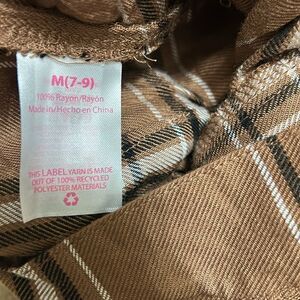 M(7-9)
100% Rayon/Rayón
Made in/Hecho en China
THIS LABEL YARN IS MADE
OUT OF 100% RECYCLED
POLYESTER MATERIALS